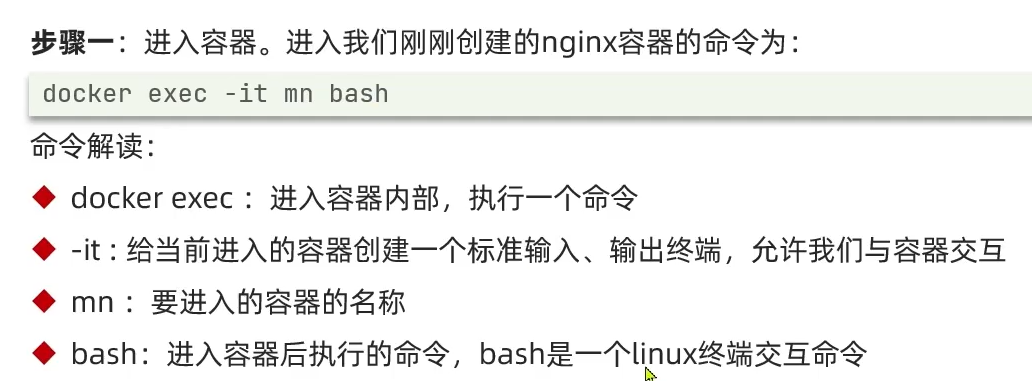 步骤一：进入容器。进入我们刚刚创建的nginx容器的命令为：
docker exec -it mn bash
命令解读：
docker exec ：进入容器内部，执行一个命令
-it : 给当前进入的容器创建一个标准输入、输出终端，允许我们与容器交互
mn ：要进入的容器的名称
bash：进入容器后执行的命令，bash是一个linux终端交互命令